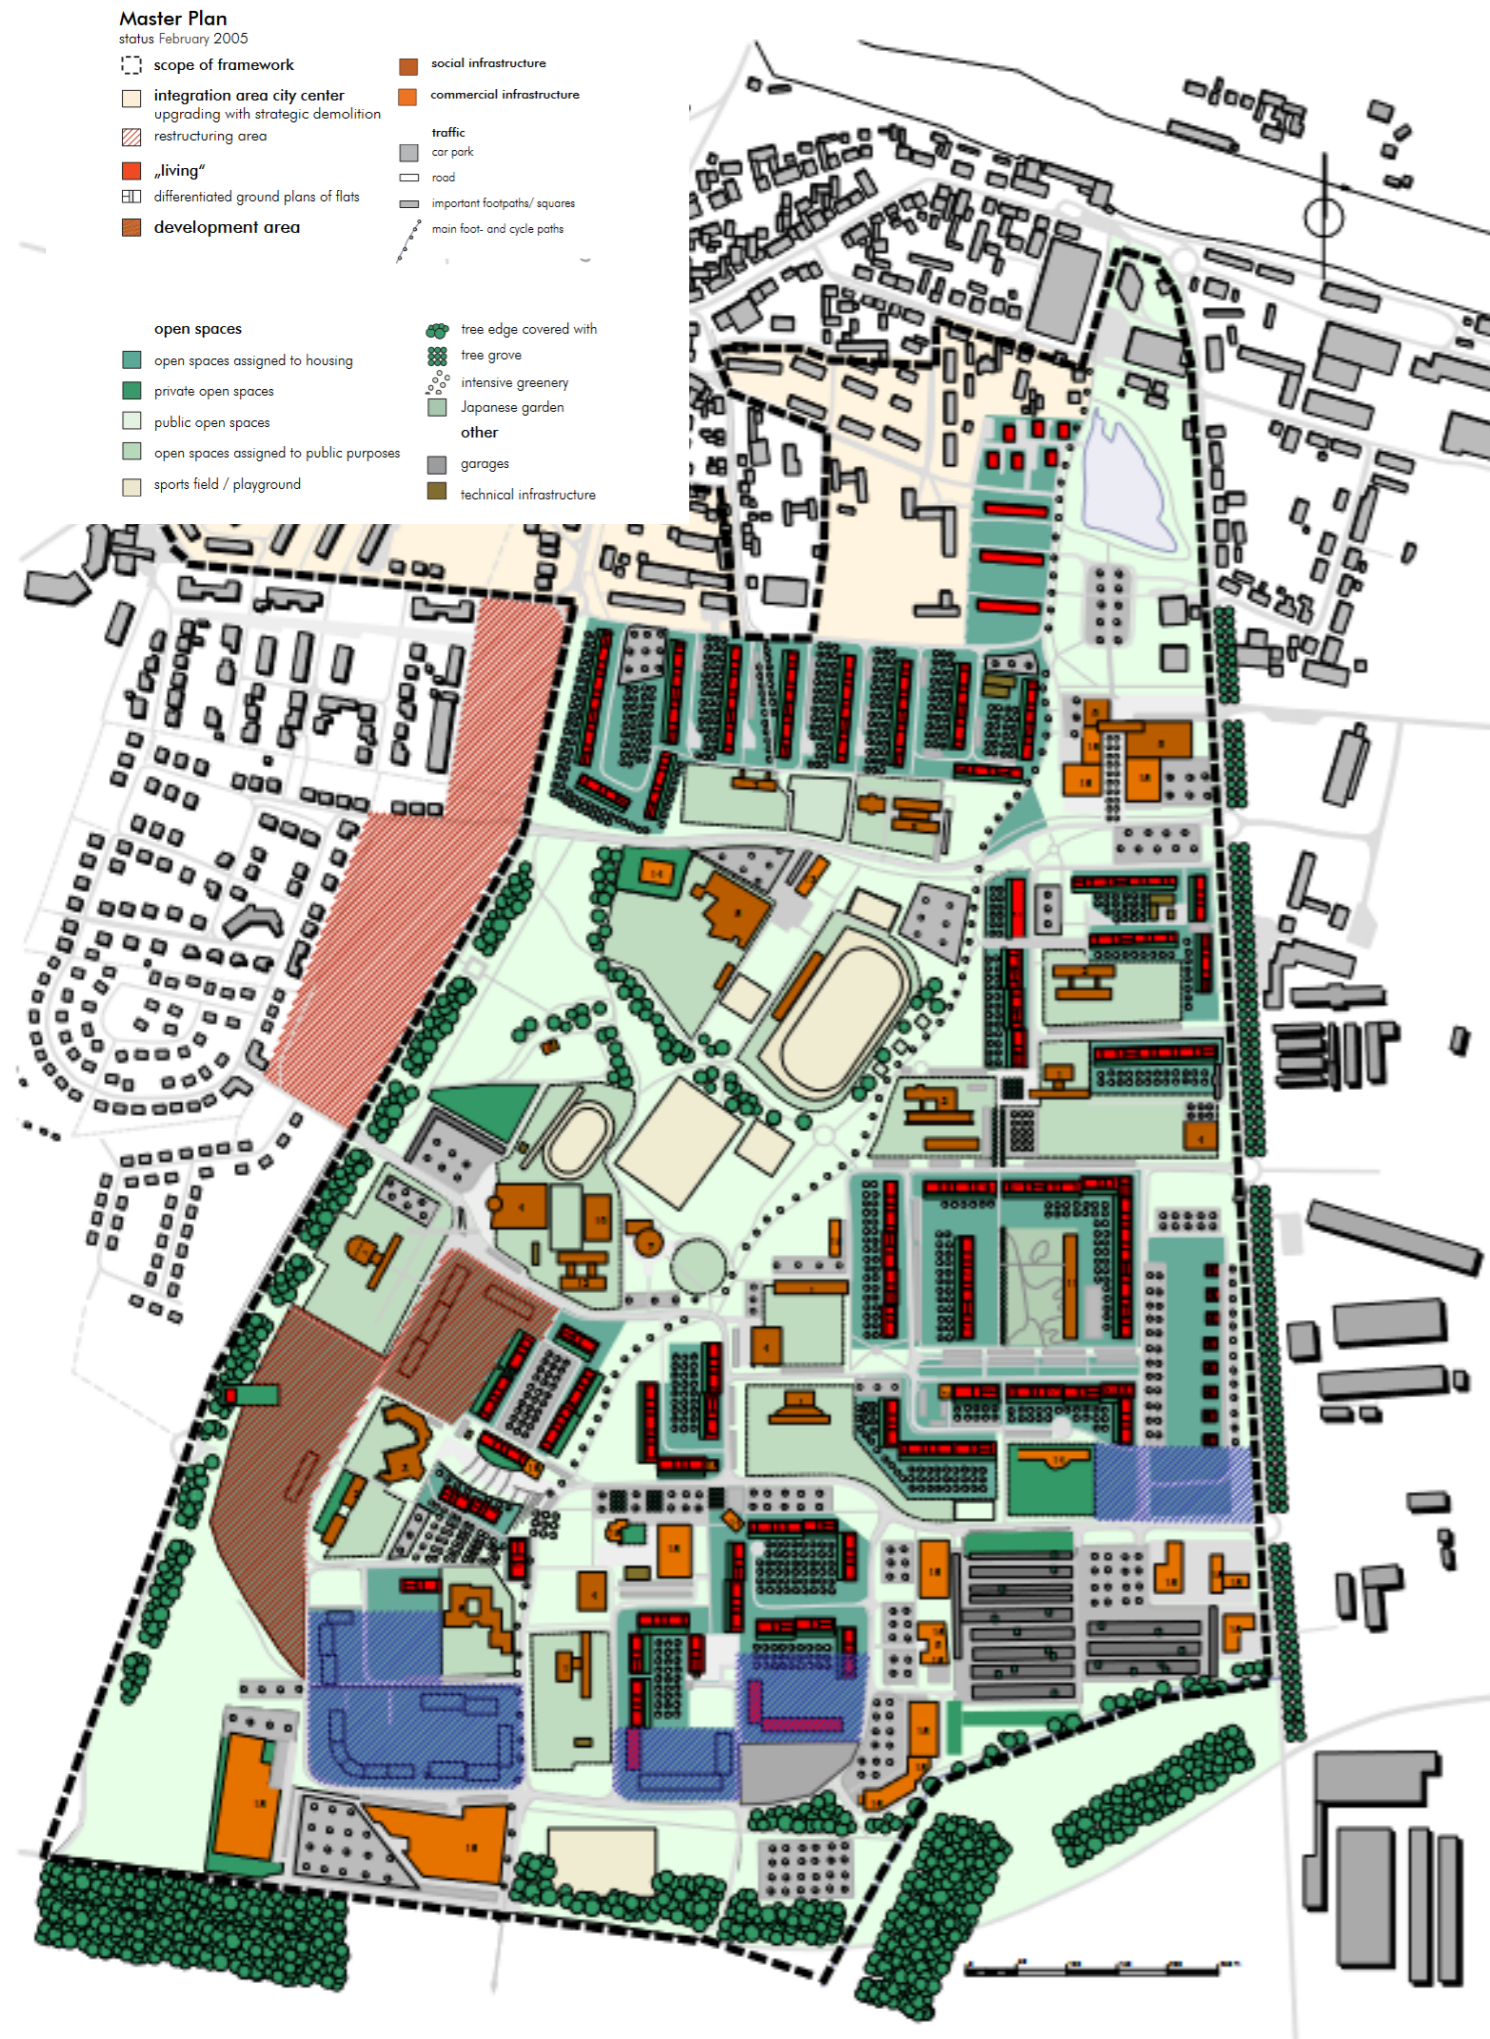 Master Plan
status February 2005
scope of framework
integration area city center
upgrading with strategic demolition
restructuring area
„living“
differentiated ground plans of flats
development area
social infrastructure
commercial infrastructure
traffic
car park
road
important footpaths/ squares
main foot- and cycle paths
open spaces
open spaces assigned to housing
private open spaces
public open spaces
open spaces assigned to public purposes
sports field / playground
tree edge covered with
tree grove
intensive greenery
Japanese garden
other
garages
technical infrastructure